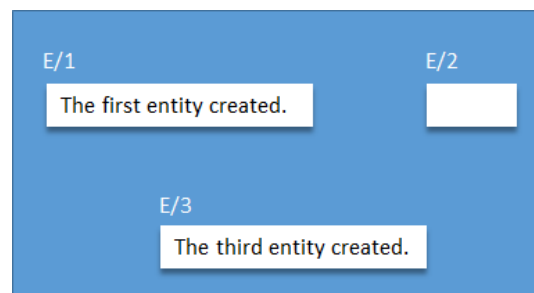 E/1
The first entity created.
E/2
E/3
The third entity created.